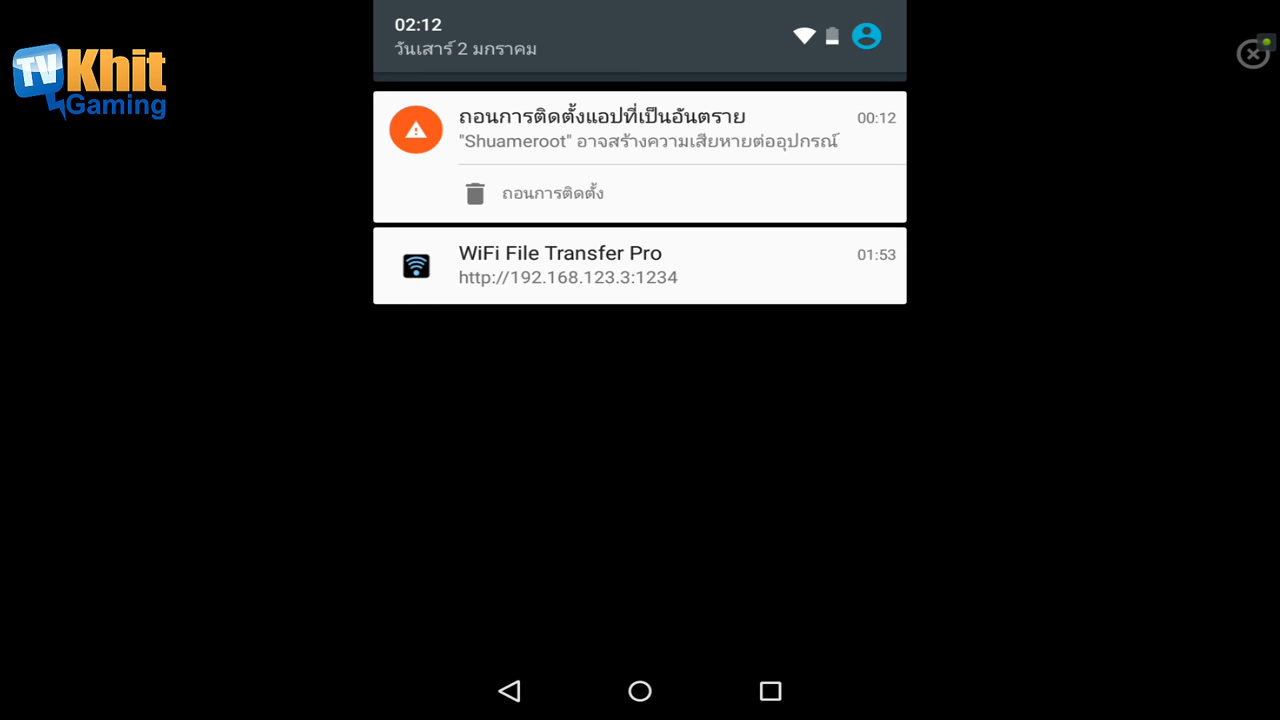 TV Khit
Gaming
02:12
วันเสาร์ 2 มกราคม
ถอนการติดตั้งแอปที่เป็นอันตราย 00:12
"Shuameroot" อาจสร้างความเสียหายต่ออุปกรณ์
ถอนการติดตั้ง
WiFi File Transfer Pro 01:53
http://192.168.123.3:1234